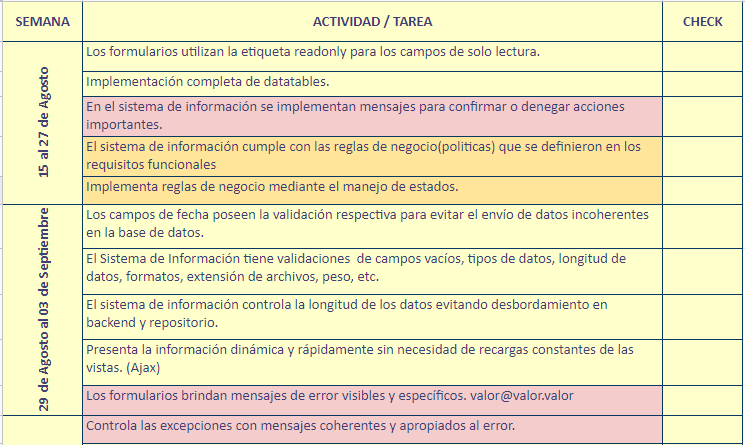 SEMANA
ACTIVIDAD / TAREA
CHECK
15 al 27 de Agosto
Los formularios utilizan la etiqueta readonly para los campos de solo lectura.
Implementación completa de datatables.
En el sistema de información se implementan mensajes para confirmar o denegar acciones
importantes.
El sistema de información cumple con las reglas de negocio(politicas) que se definieron en los
requisitos funcionales
Implementa reglas de negocio mediante el manejo de estados.
29 de Agosto al 03 de Septiembre
Los campos de fecha poseen la validación respectiva para evitar el envío de datos incoherentes
en la base de datos.
El Sistema de Información tiene validaciones  de campos vacíos, tipos de datos, longitud de
datos, formatos, extensión de archivos, peso, etc.
El sistema de información controla la longitud de los datos evitando desbordamiento en
backend y repositorio.
Presenta la información dinámica y rápidamente sin necesidad de recargas constantes de las
vistas. (Ajax)
Los formularios brindan mensajes de error visibles y específicos. valor@valor.valor
Controla las excepciones con mensajes coherentes y apropiados al error.